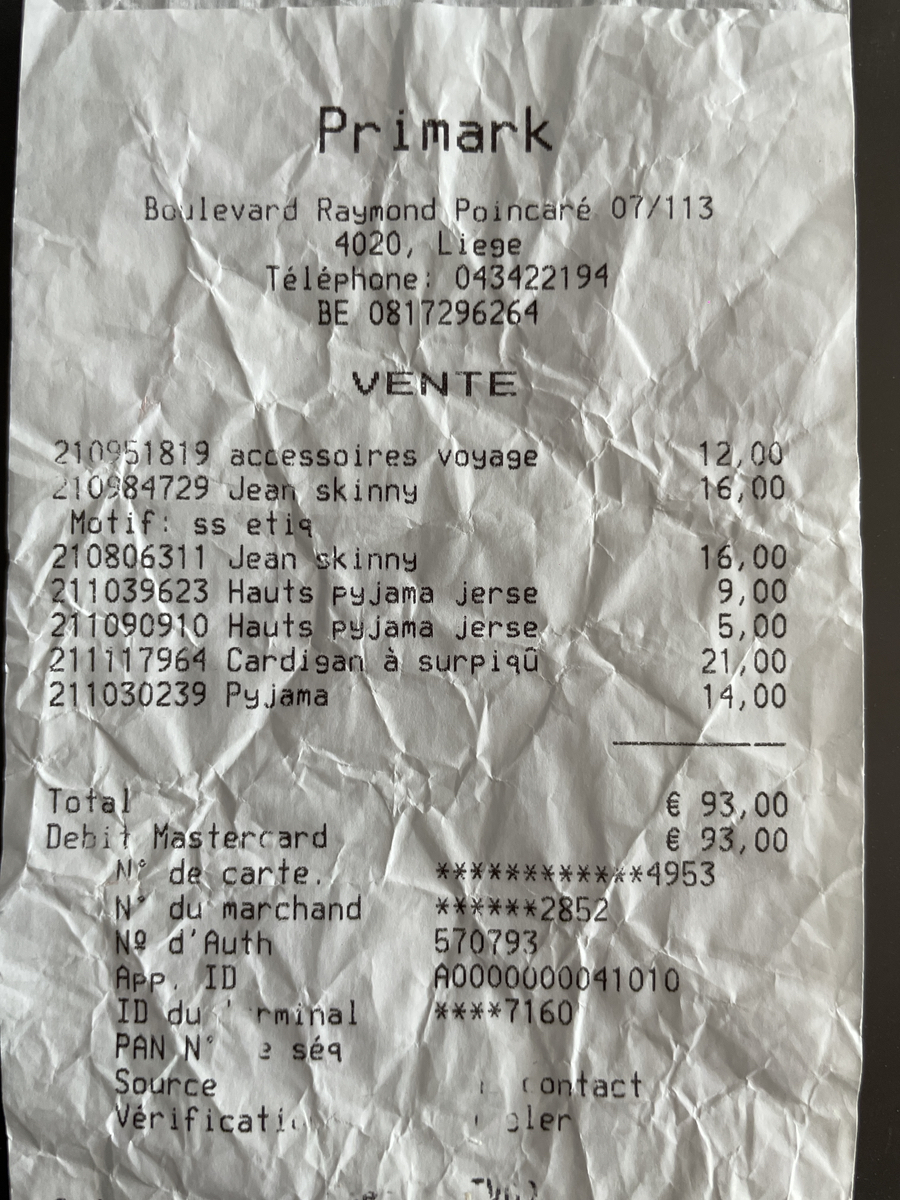 Primark
Boulevard Raymond Poincaré 07/113
4020, Liege
Téléphone: 043422194
BE 0817296264
VENTE
210951819 accessoires voyage 12,00
210984729 Jean skinny 16,00
Motif: ss etiq
210806311 Jean skinny 16,00
211039623 Hauts pyjama jerse 9,00
211090910 Hauts pyjama jerse 5,00
211117964 Cardigan à surpiqû 21,00
211030239 Pyjama 14,00
Total € 93,00
Debit Mastercard € 93,00
N° de carte. ************4953
N° du marchand ******2852
Nº d'Auth 570793
App. ID A0000000041010
ID du ****7160
PAN N° séq
Source